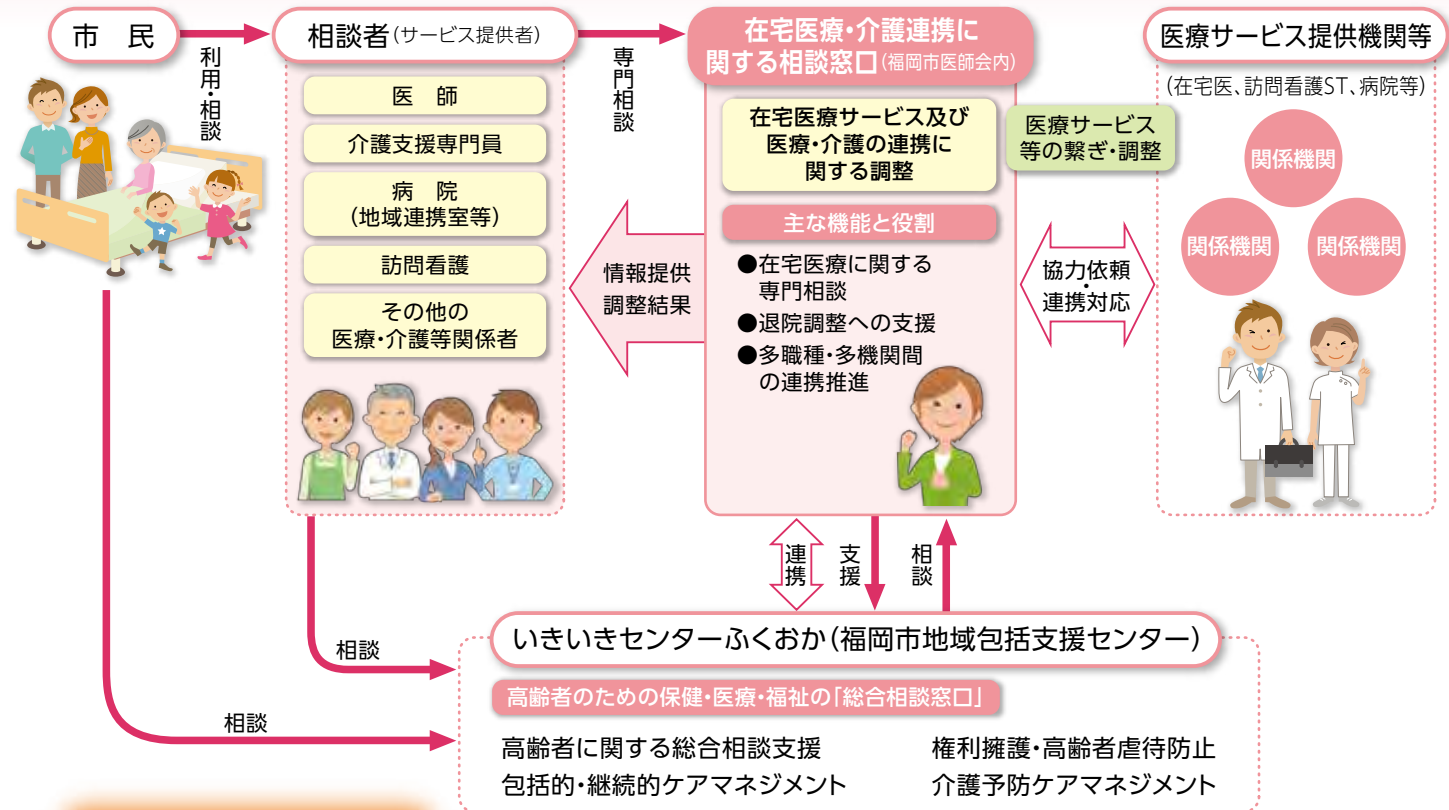 市　民
利用・相談
相談者(サービス提供者)
医　師
介護支援専門員
病　院
(地域連携室等)
訪問看護
その他の
医療・介護等関係者
専門相談
情報提供
調整結果
在宅医療・介護連携に
関する相談窓口(福岡市医師会内)
在宅医療サービス及び
医療・介護の連携に
関する調整
主な機能と役割
●在宅医療に関する
専門相談
●退院調整への支援
●多職種・多機関間
の連携推進
医療サービス
等の繋ぎ・調整
協力依頼
・
連携対応
医療サービス提供機関等
(在宅医、訪問看護ST、病院等)
関係機関
関係機関
関係機関
連携
支援
相談
相談
相談
いきいきセンターふくおか(福岡市地域包括支援センター)
高齢者のための保健・医療・福祉の「総合相談窓口」
高齢者に関する総合相談支援
権利擁護・高齢者虐待防止
包括的・継続的ケアマネジメント
介護予防ケアマネジメント